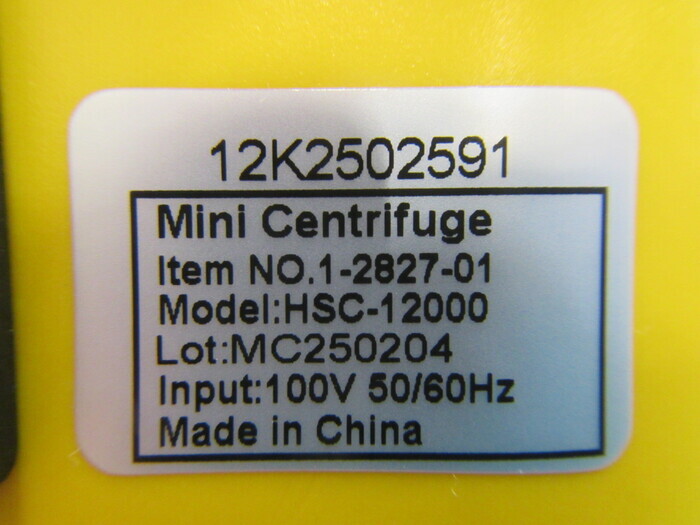 12K2502591
Mini Centrifuge
Item NO.1-2827-01
Model:HSC-12000
Lot:MC250204
Input:100V 50/60Hz
Made in China